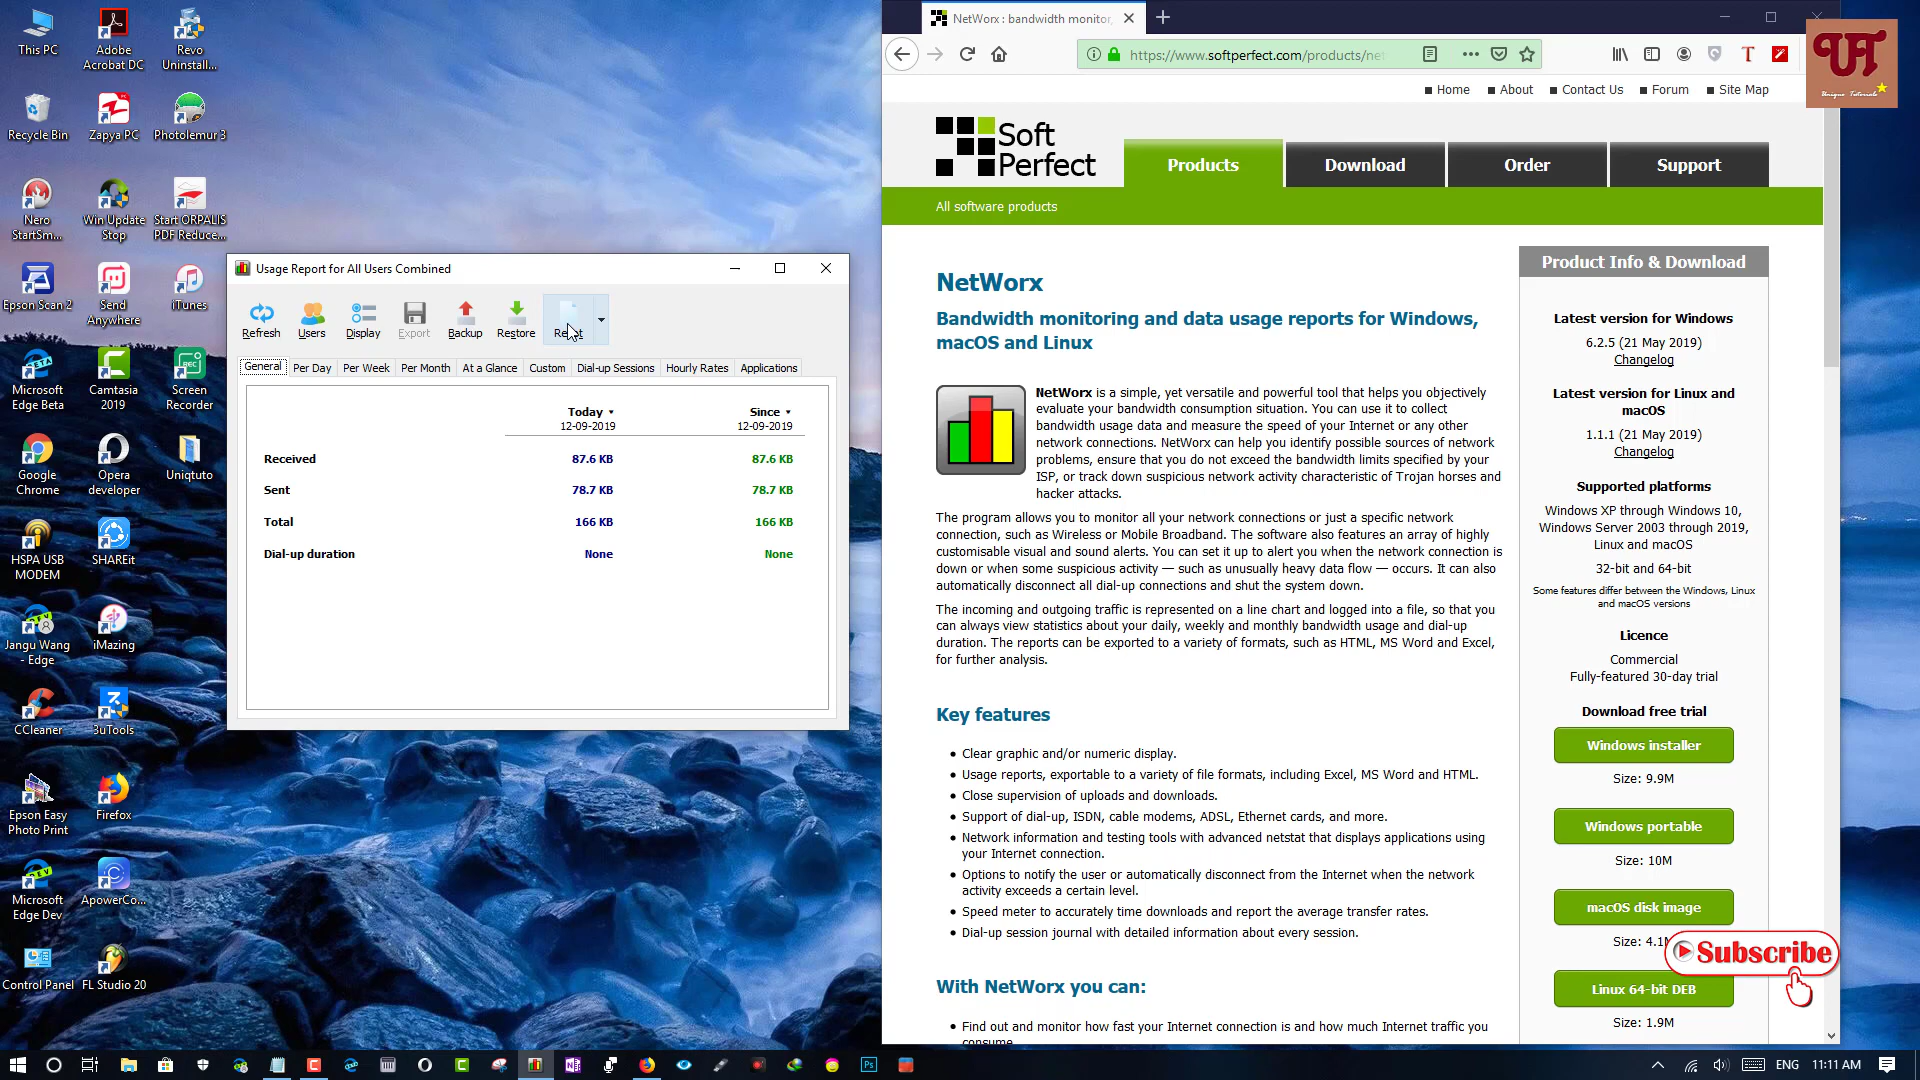 This PC
Adobe
Acrobat DC
Revo
Uninstall...
Recycle Bin
Zapya PC
Photolemur 3
Nero
StartSm...
Win Update
Stop
Start ORPALIS
PDF Reduce...
Epson Scan 2
Send
Anywhere
iTunes
Microsoft
Edge Beta
Camtasia
2019
Screen
Recorder
Google
Chrome
Opera
developer
Uniqtuto
HSPA USB
MODEM
SHAREit
Jangu Wang
- Edge
iMazing
CCleaner
3uTools
Epson Easy
Photo Print
Firefox
Microsoft
Edge Dev
ApowerCo...
Control Panel
FL Studio 20
Usage Report for All Users Combined
Refresh
Users
Display
Export
Backup
Restore
General
Per Day
Per Week
Per Month
At a Glance
Custom
Dial-up Sessions
Hourly Rates
Applications
Today
12-09-2019
Since
12-09-2019
Received 87.6 KB 87.6 KB
Sent 78.7 KB 78.7 KB
Total 166 KB 166 KB
Dial-up duration None None
NetWorx : bandwidth monitor,
https://www.softperfect.com/products/net
UT
Unique Tutorials
Home
About
Contact Us
Forum
Site Map
Soft
Perfect
Products
Download
Order
Support
All software products
NetWorx
Bandwidth monitoring and data usage reports for Windows,
macOS and Linux
NetWorx is a simple, yet versatile and powerful tool that helps you objectively
evaluate your bandwidth consumption situation. You can use it to collect
bandwidth usage data and measure the speed of your Internet or any other
network connections. NetWorx can help you identify possible sources of network
problems, ensure that you do not exceed the bandwidth limits specified by your
ISP, or track down suspicious network activity characteristic of Trojan horses and
hacker attacks.
The program allows you to monitor all your network connections or just a specific network
connection, such as Wireless or Mobile Broadband. The software also features an array of highly
customisable visual and sound alerts. You can set it up to alert you when the network connection is
down or when some suspicious activity — such as unusually heavy data flow — occurs. It can also
automatically disconnect all dial-up connections and shut the system down.
The incoming and outgoing traffic is represented on a line chart and logged into a file, so that you
can always view statistics about your daily, weekly and monthly bandwidth usage and dial-up
duration. The reports can be exported to a variety of formats, such as HTML, MS Word and Excel,
for further analysis.
Key features
Clear graphic and/or numeric display.
Usage reports, exportable to a variety of file formats, including Excel, MS Word and HTML.
Close supervision of uploads and downloads.
Support of dial-up, ISDN, cable modems, ADSL, Ethernet cards, and more.
Network information and testing tools with advanced netstat that displays applications using
your Internet connection.
Options to notify the user or automatically disconnect from the Internet when the network
activity exceeds a certain level.
Speed meter to accurately time downloads and report the average transfer rates.
Dial-up session journal with detailed information about every session.
With NetWorx you can:
Find out and monitor how fast your Internet connection is and how much Internet traffic you
consume.
Product Info & Download
Latest version for Windows
6.2.5 (21 May 2019)
Changelog
Latest version for Linux and
macOS
1.1.1 (21 May 2019)
Changelog
Supported platforms
Windows XP through Windows 10,
Windows Server 2003 through 2019,
Linux and macOS
32-bit and 64-bit
Some features differ between the Windows, Linux
and macOS versions
Licence
Commercial
Fully-featured 30-day trial
Download free trial
Windows installer
Size: 9.9M
Windows portable
Size: 10M
macOS disk image
Size: 4.1M
Subscribe
Linux 64-bit DEB
Size: 1.9M
ENG
11:11 AM